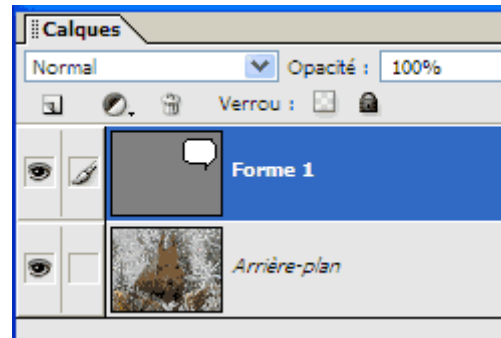 Calques
Normal Opacité : 100%
Verrou :
Forme 1
Arrière-plan